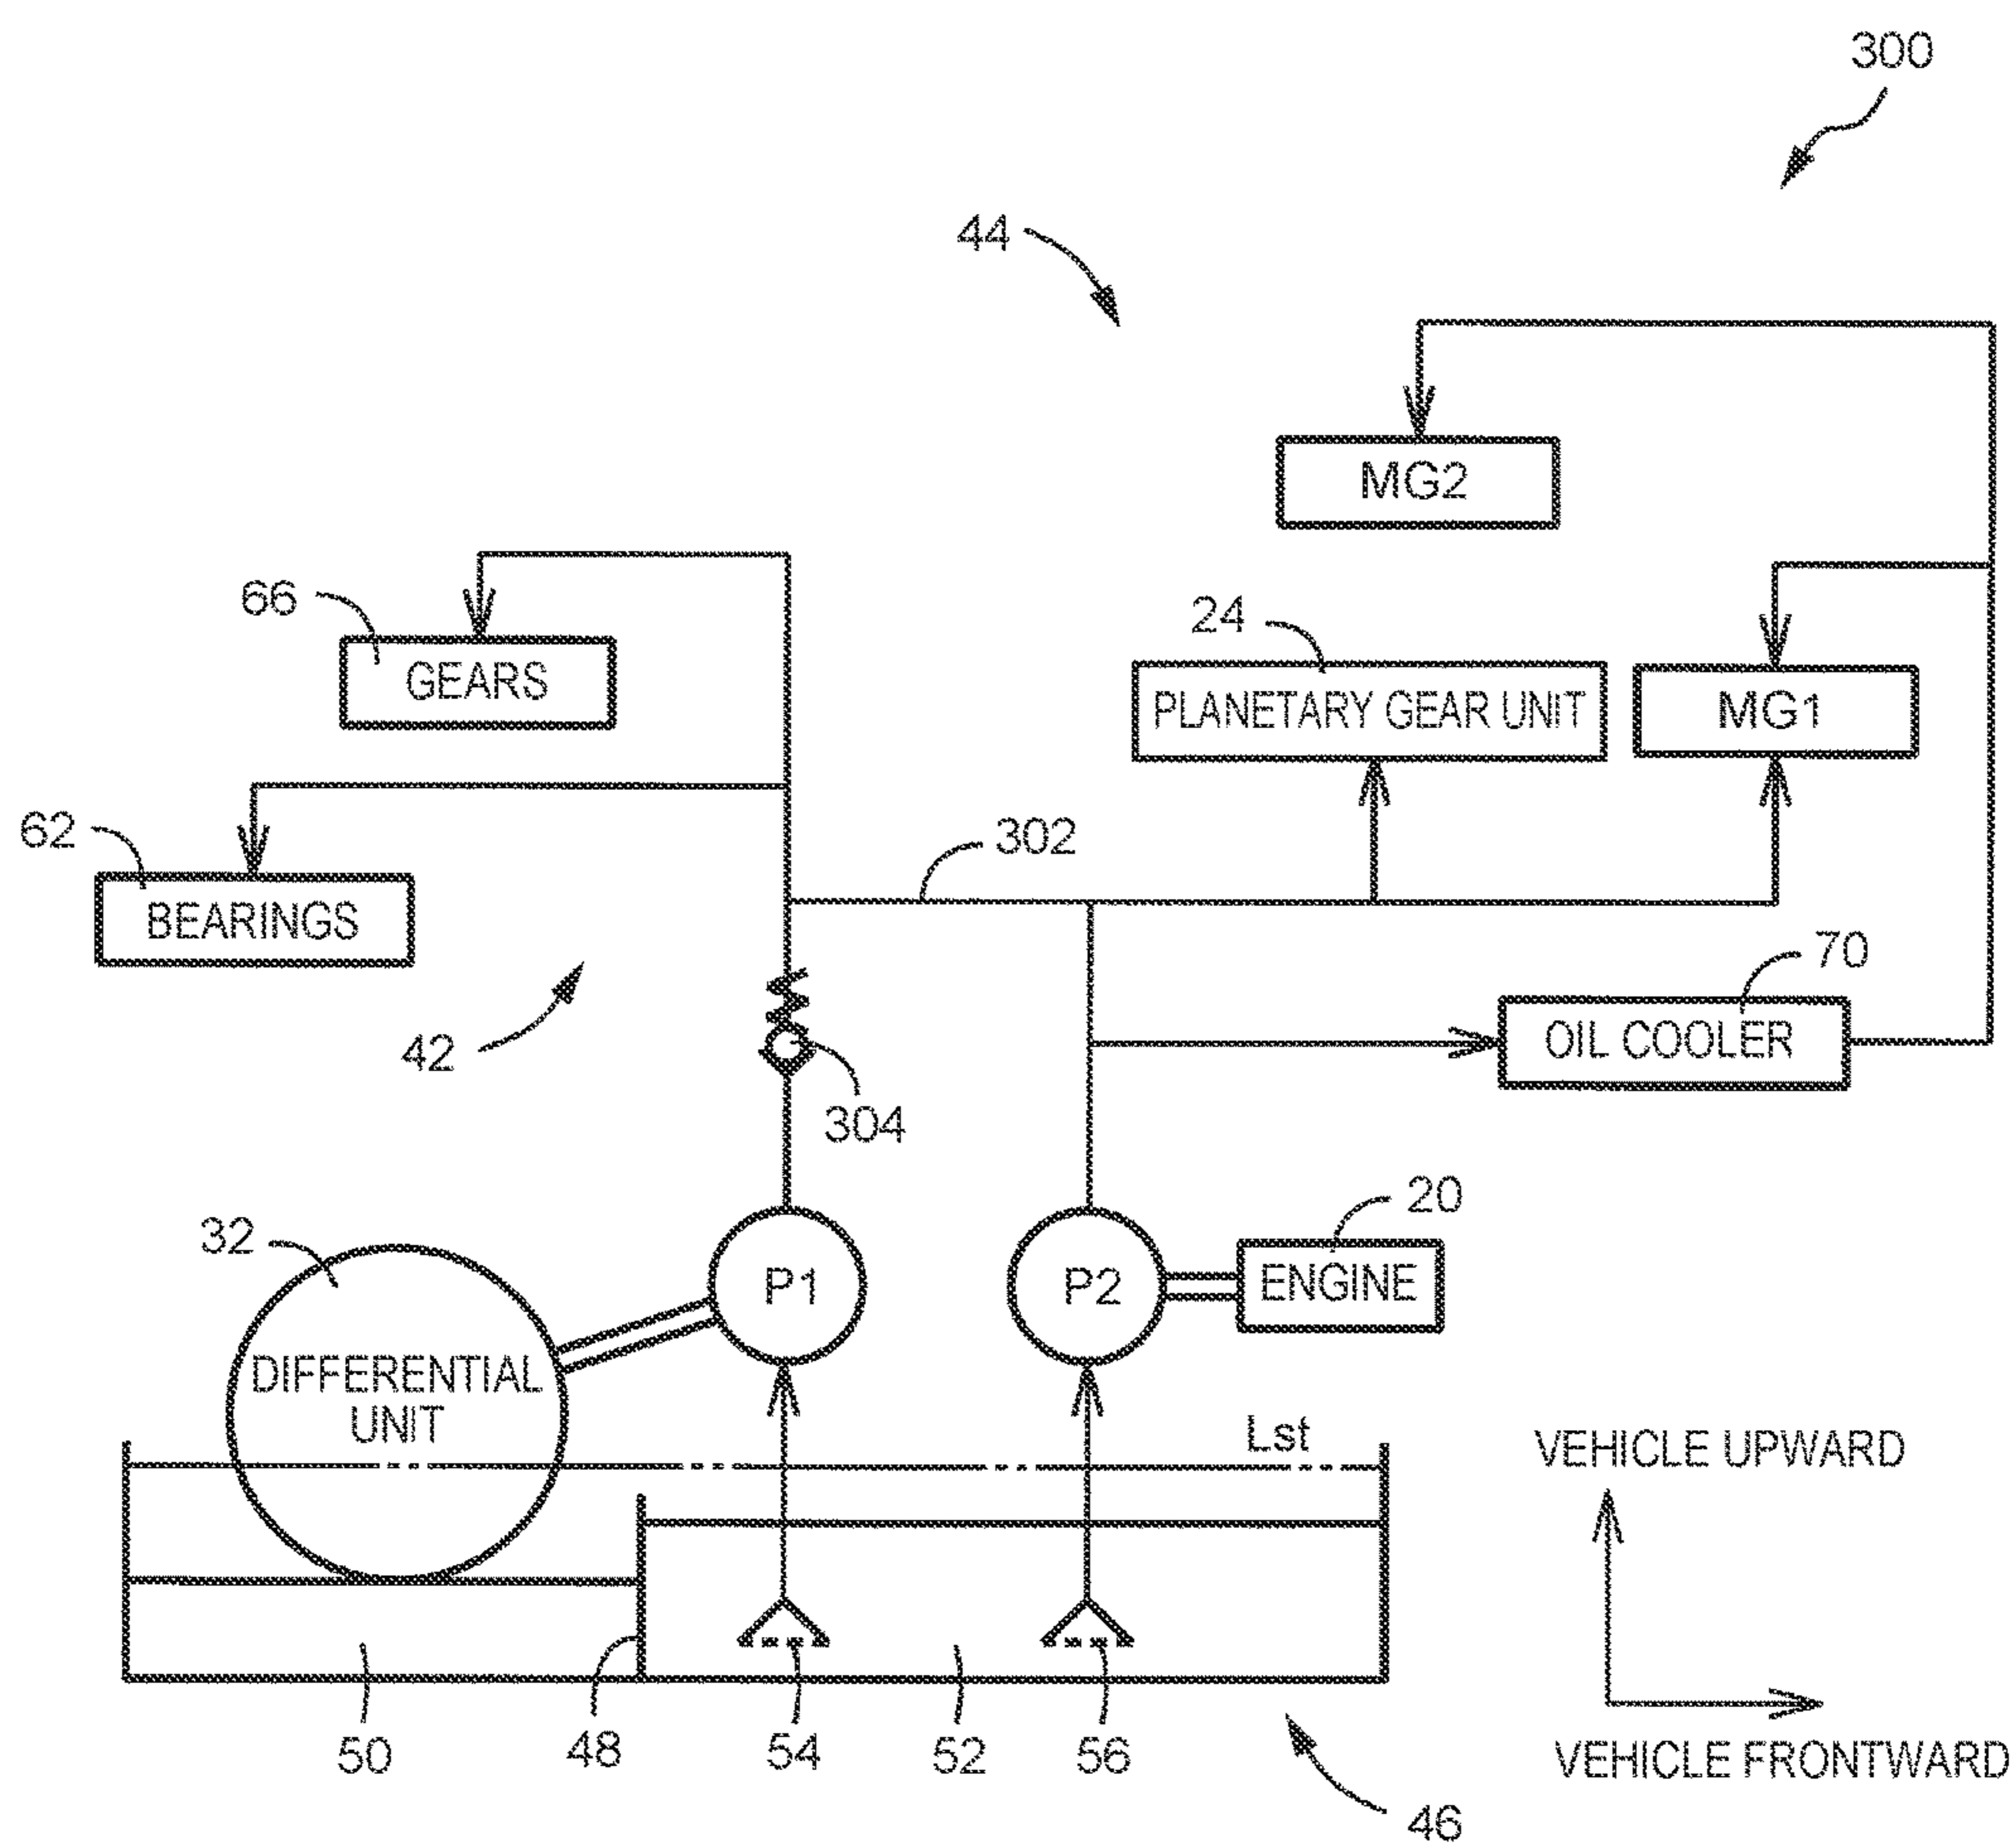 300
44
MG2
66
GEARS
24
PLANETARY GEAR UNIT
MG1
62
BEARINGS
302
70
OIL COOLER
42
304
20
32
P1
P2
ENGINE
DIFFERENTIAL
UNIT
Lst
VEHICLE UPWARD
50
48
54
52
56
VEHICLE FRONTWARD
46